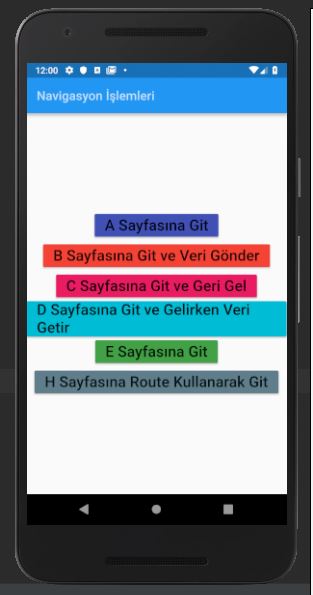 12:00
Navigasyon İşlemleri
A Sayfasına Git
B Sayfasına Git ve Veri Gönder
C Sayfasına Git ve Geri Gel
D Sayfasına Git ve Gelirken Veri
Getir
E Sayfasına Git
H Sayfasına Route Kullanarak Git